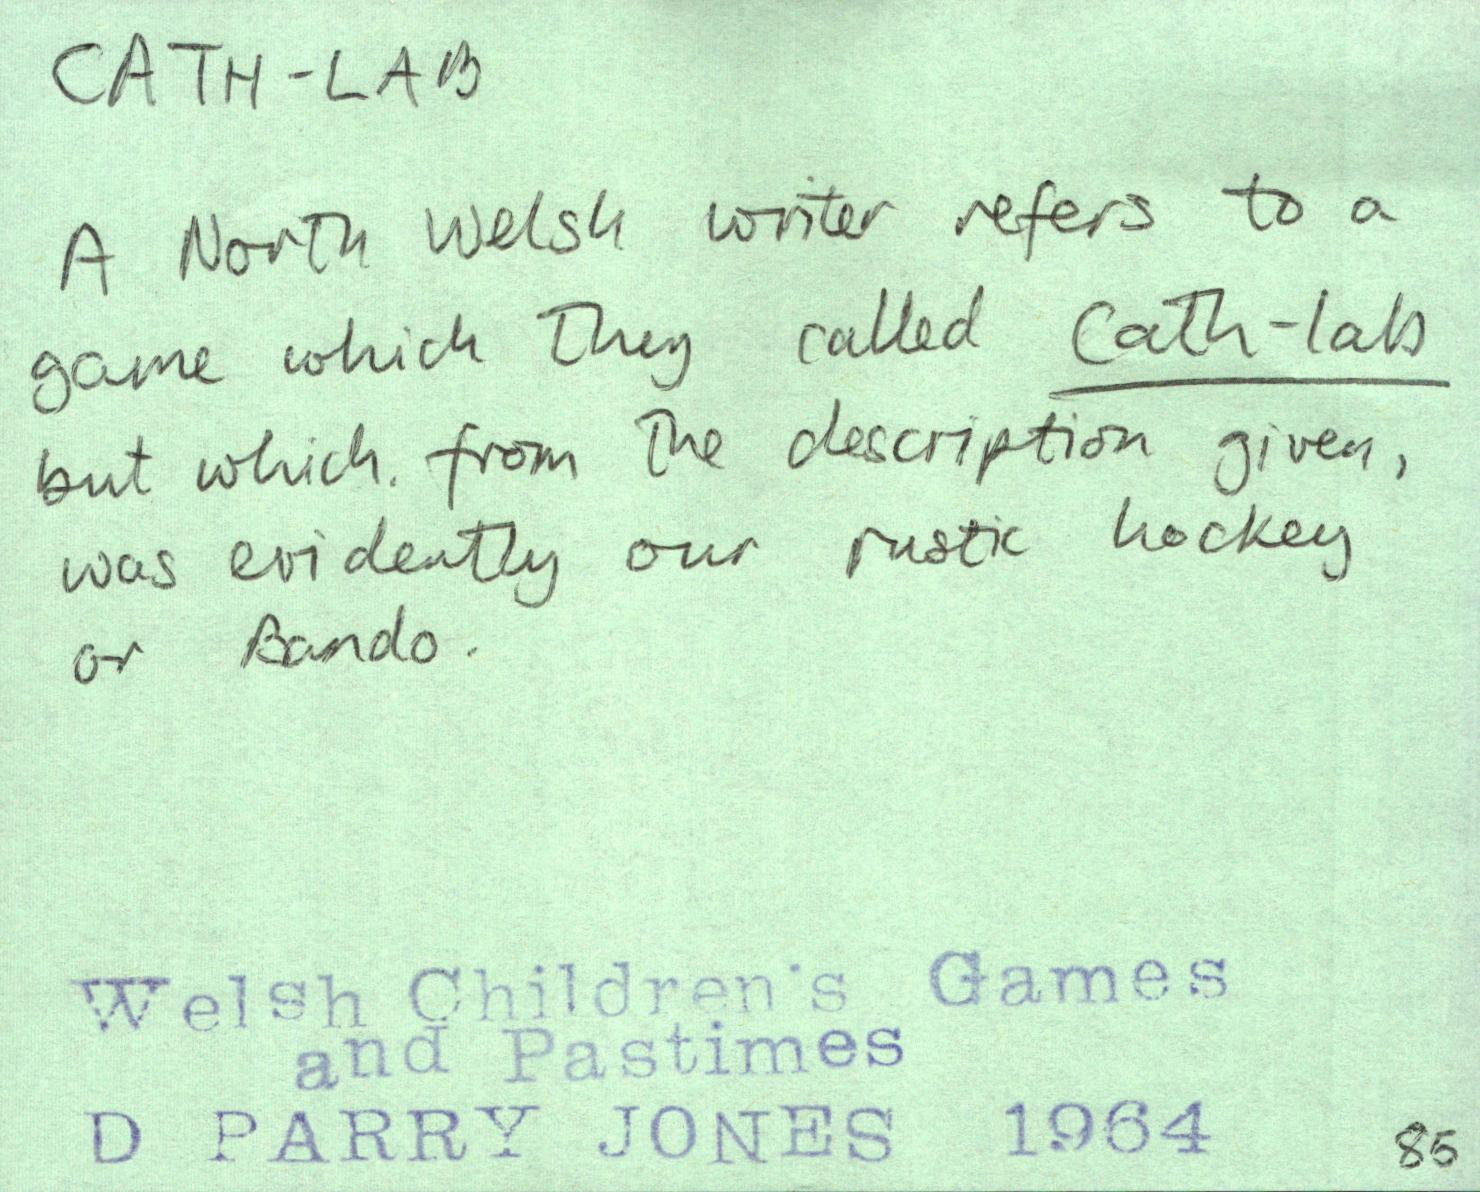 CATH-LAB
A North Welsh writer refers to a
game which they called Cath-lab
but which. from the description given,
was evidently our rustic hockey
or Bando.
Welsh Children's Games
and Pastimes
D PARRY JONES 1964
85